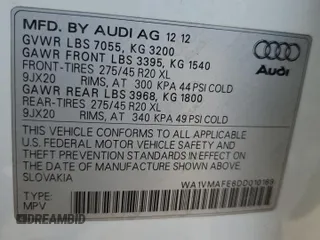 MFD. BY AUDI AG 12 12
GVWR LBS 7055, KG 3200
GAWR FRONT LBS 3395, KG 1540
FRONT-TIRES 275/45 R20 XL
9JX20 RIMS, AT 300 KPA 44 PSI COLD
GAWR REAR LBS 3968, KG 1800
REAR-TIRES 275/45 R20 XL
9JX20 RIMS, AT 340 KPA 49 PSI COLD
Audi
THIS VEHICLE CONFORMS TO ALL APPLICABLE
U.S. FEDERAL MOTOR VEHICLE SAFETY
AND THEFT PREVENTION STANDARDS IN EFFECT ON
THE DATE OF MANUFACTURE SHOWN ABOVE
SLOVAKIA
TYPE:
MPV